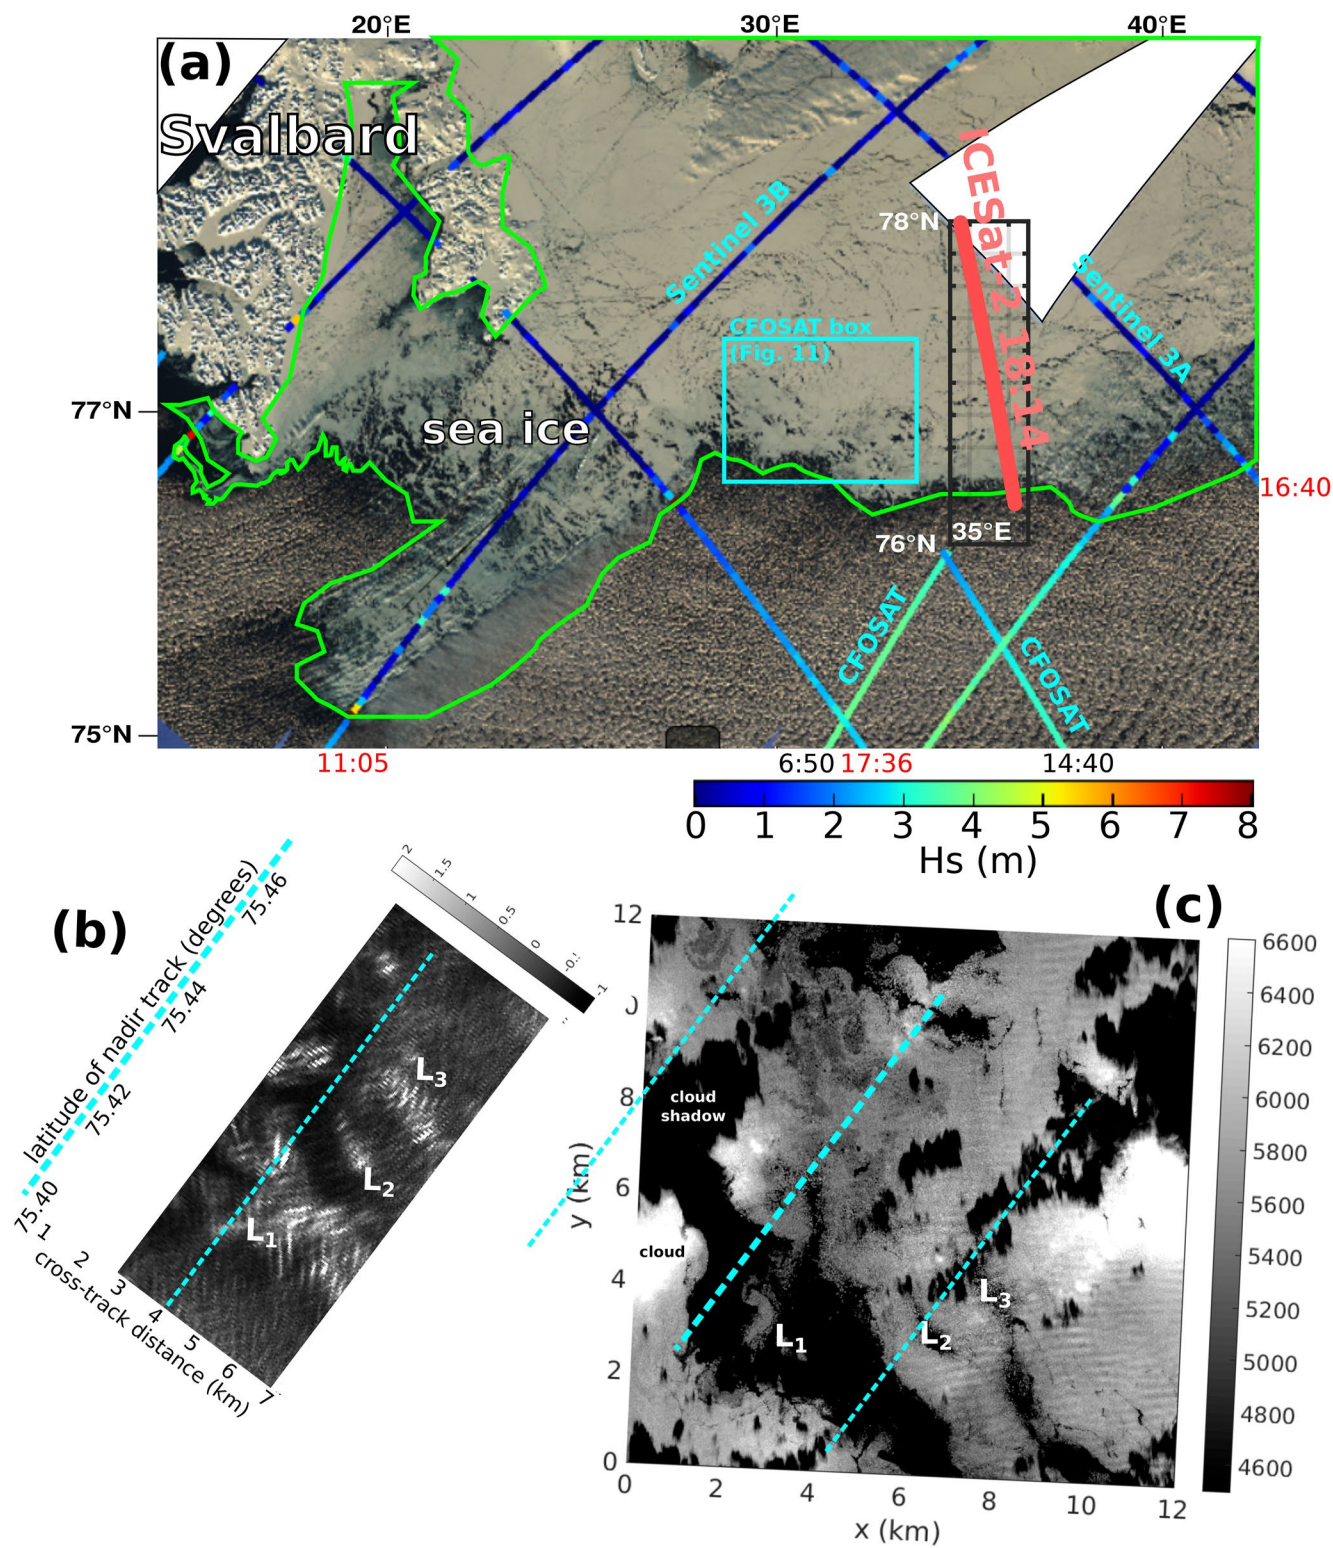 20°E
30°E
40°E
(a)
Svalbard
ICESat-2 18:14
78°N
Sentinel 3B
Sentinel 3A
CFOSAT box
(Fig. 11)
77°N
sea ice
16:40
76°N
35°E
CFOSAT
CFOSAT
75°N
11:05
6:50
17:36
14:40
0 1 2 3 4 5 6 7 8
Hs (m)
(b)
latitude of nadir track (degrees)
75.46
75.44
75.42
75.40
2
1.5
1
0.5
0
-1
L3
L2
L1
1
2
3
4
5
6
7
cross-track distance (km)
(c)
12
8
6
4
2
0
y (km)
cloud
shadow
cloud
L1
L2
L3
0 2 4 6 8 10 12
x (km)
6600
6400
6200
6000
5800
5600
5400
5200
5000
4800
4600